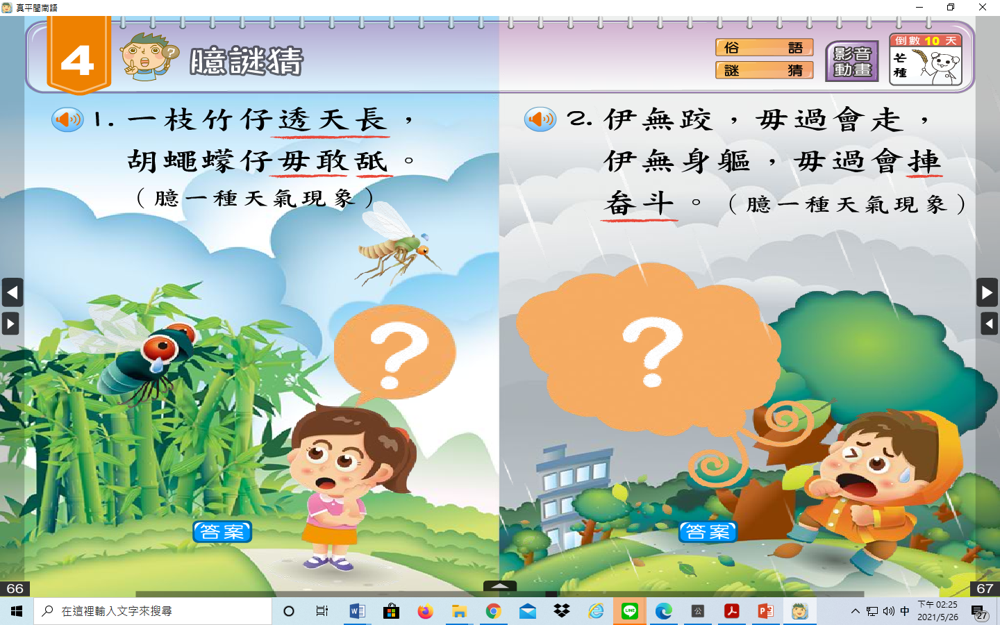 真平閩南語
4
臆謎猜
俗語
謎猜
影音動畫
倒數 10 天
芒種
1. 一枝竹仔透天長，
胡蠅蠓仔毋敢舐。
（臆一種天氣現象）
2. 伊無跤，毋過會走，
伊無身軀，毋過會捙
畚斗。（臆一種天氣現象）
?
?
?
答案
答案
66
67
在這裡輸入文字來搜尋
LINE
公
中
下午 02:25
2021/5/26
27